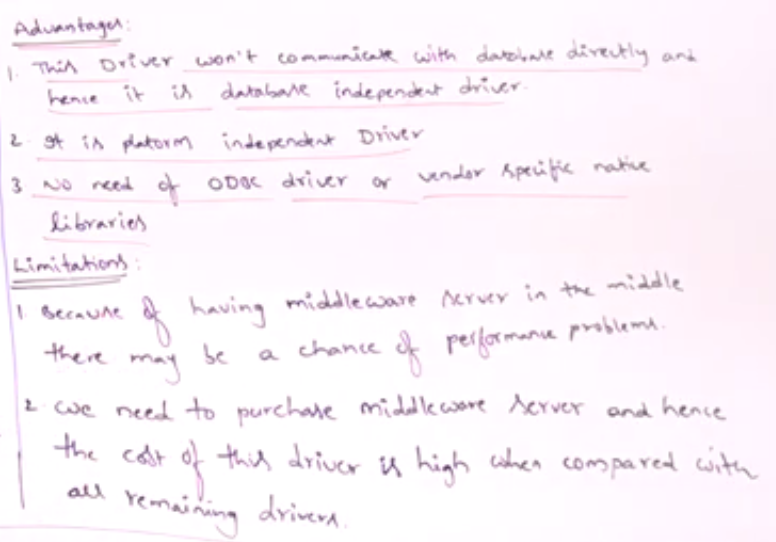 Advantages:
1. This Driver won't communicate with database directly and
hence it is database independent driver.
2. It is platorm independent Driver
3 No need of ODBC driver or vendor specific native
libraries
Limitations:
1. Because of having middleware server in the middle
there may be a chance of performance problems.
2. we need to purchase middleware server and hence
the cost of this driver is high when compared with
all remaining drivers.